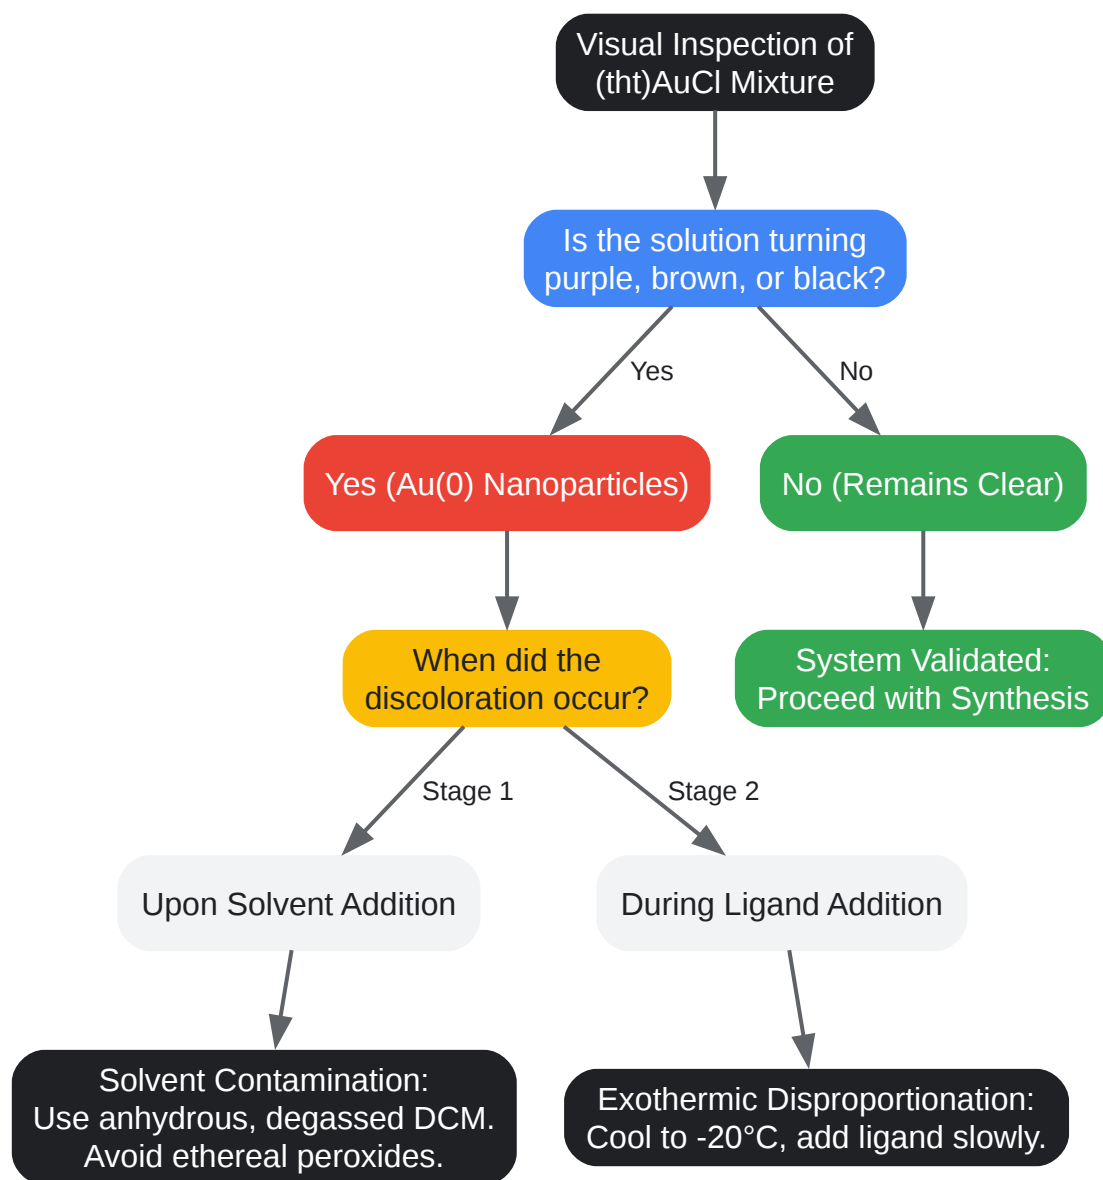 Visual Inspection of
(tht)AuCl Mixture
Is the solution turning
purple, brown, or black?
Yes
No
Yes (Au(0) Nanoparticles)
No (Remains Clear)
When did the
discoloration occur?
System Validated:
Proceed with Synthesis
Stage 1
Stage 2
Upon Solvent Addition
During Ligand Addition
Solvent Contamination:
Use anhydrous, degassed DCM.
Avoid ethereal peroxides.
Exothermic Disproportionation:
Cool to -20°C, add ligand slowly.